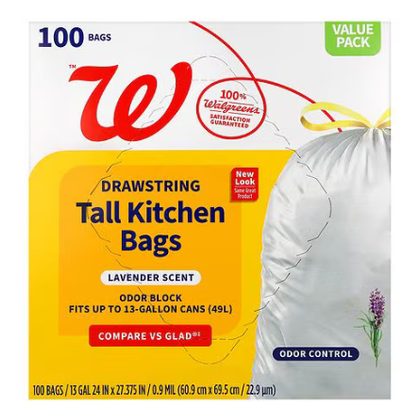 100 BAGS
VALUE
PACK
™
W
100%
Walgreens
SATISFACTION
GUARANTEED
New
Look
Same Great
Product
DRAWSTRING
Tall Kitchen
Bags
LAVENDER SCENT
ODOR BLOCK
FITS UP TO 13-GALLON CANS (49L)
COMPARE VS GLAD®‡
ODOR CONTROL
100 BAGS / 13 GAL 24 IN x 27.375 IN / 0.9 MIL (60.9 cm x 69.5 cm / 22.9 µm)